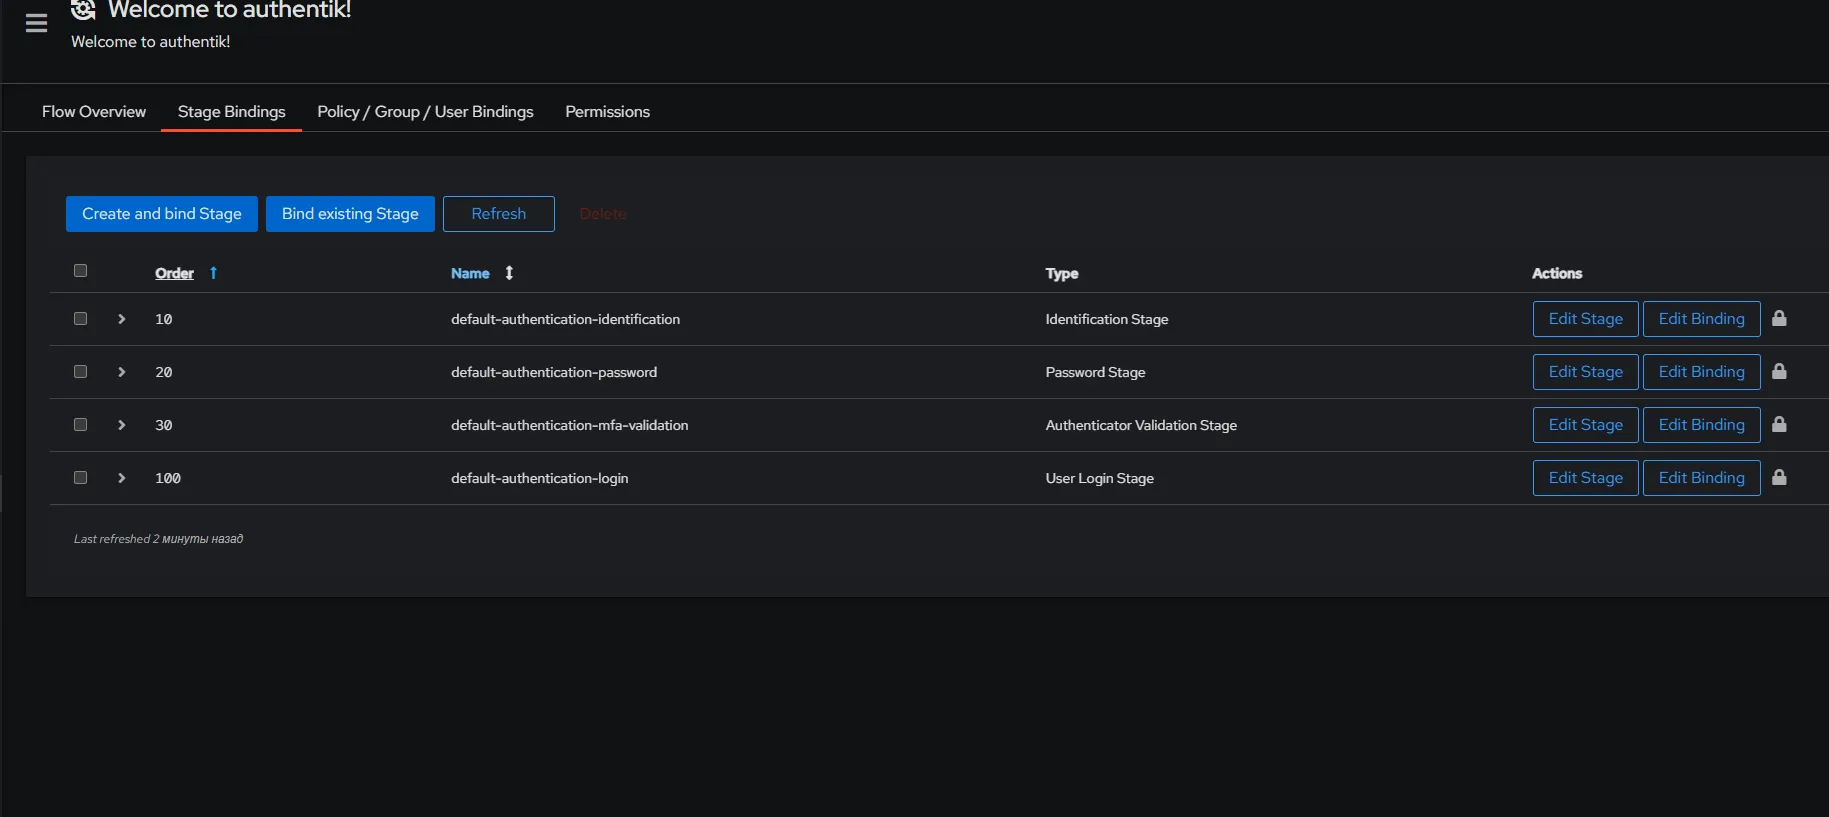 Welcome to authentik!
Welcome to authentik!
Flow Overview Stage Bindings Policy / Group / User Bindings Permissions
Create and bind Stage Bind existing Stage Refresh Delete
Order Name Type Actions
10 default-authentication-identification Identification Stage Edit Stage Edit Binding
20 default-authentication-password Password Stage Edit Stage Edit Binding
30 default-authentication-mfa-validation Authenticator Validation Stage Edit Stage Edit Binding
100 default-authentication-login User Login Stage Edit Stage Edit Binding
Last refreshed 2 минуты назад